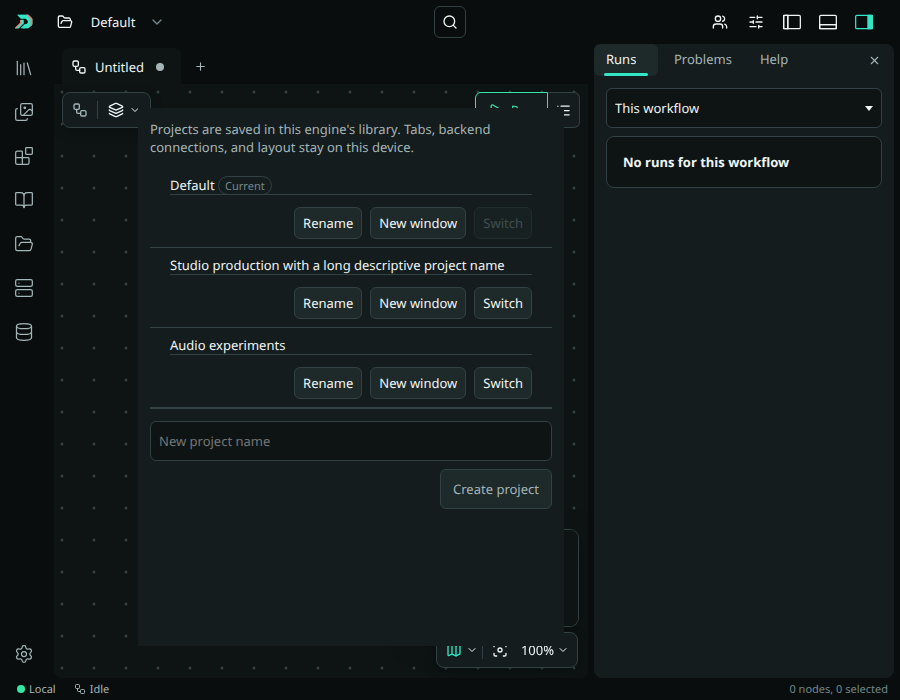 Default
Untitled
Runs
Problems
Help
This workflow
No runs for this workflow
Projects are saved in this engine's library. Tabs, backend
connections, and layout stay on this device.
Default
Current
Rename
New window
Switch
Studio production with a long descriptive project name
Rename
New window
Switch
Audio experiments
Rename
New window
Switch
New project name
Create project
100%
Local
Idle
0 nodes, 0 selected